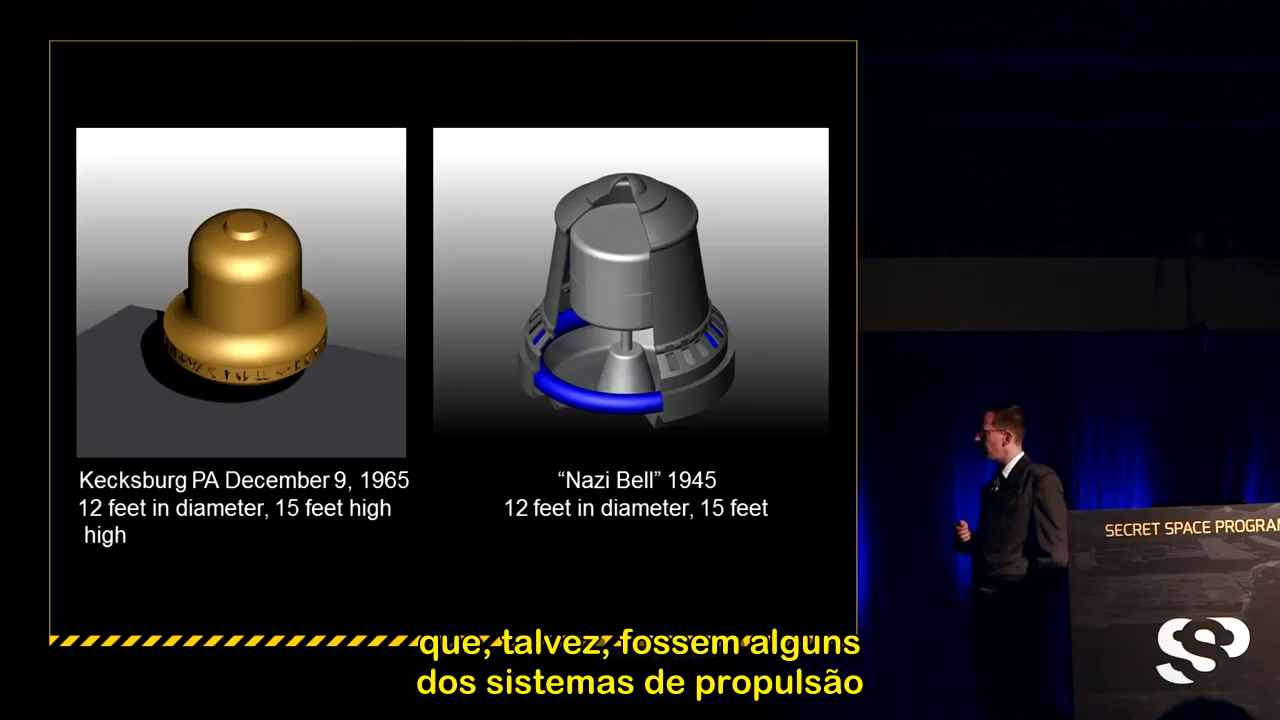 Kecksburg PA December 9, 1965
12 feet in diameter, 15 feet high
high
“Nazi Bell” 1945
12 feet in diameter, 15 feet
SECRET SPACE PROGRAM
SSP
que, talvez, fossem alguns
dos sistemas de propulsão